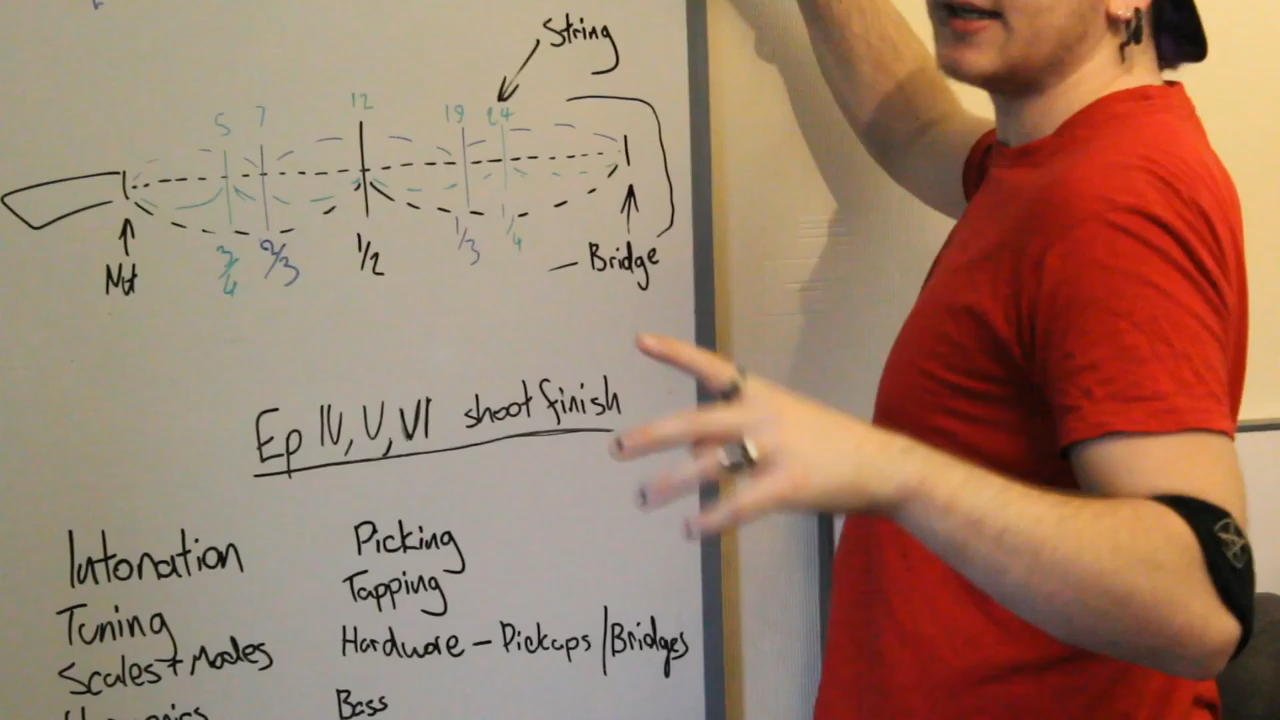 String
5 7 12 19 24
Nut
3/4 2/3 1/2 1/3 1/4
— Bridge
Ep IV, V, VI shoot finish
Intonation
Tuning
Scales + Modes
Harmonics
Picking
Tapping
Hardware – Pickups / Bridges
Bass